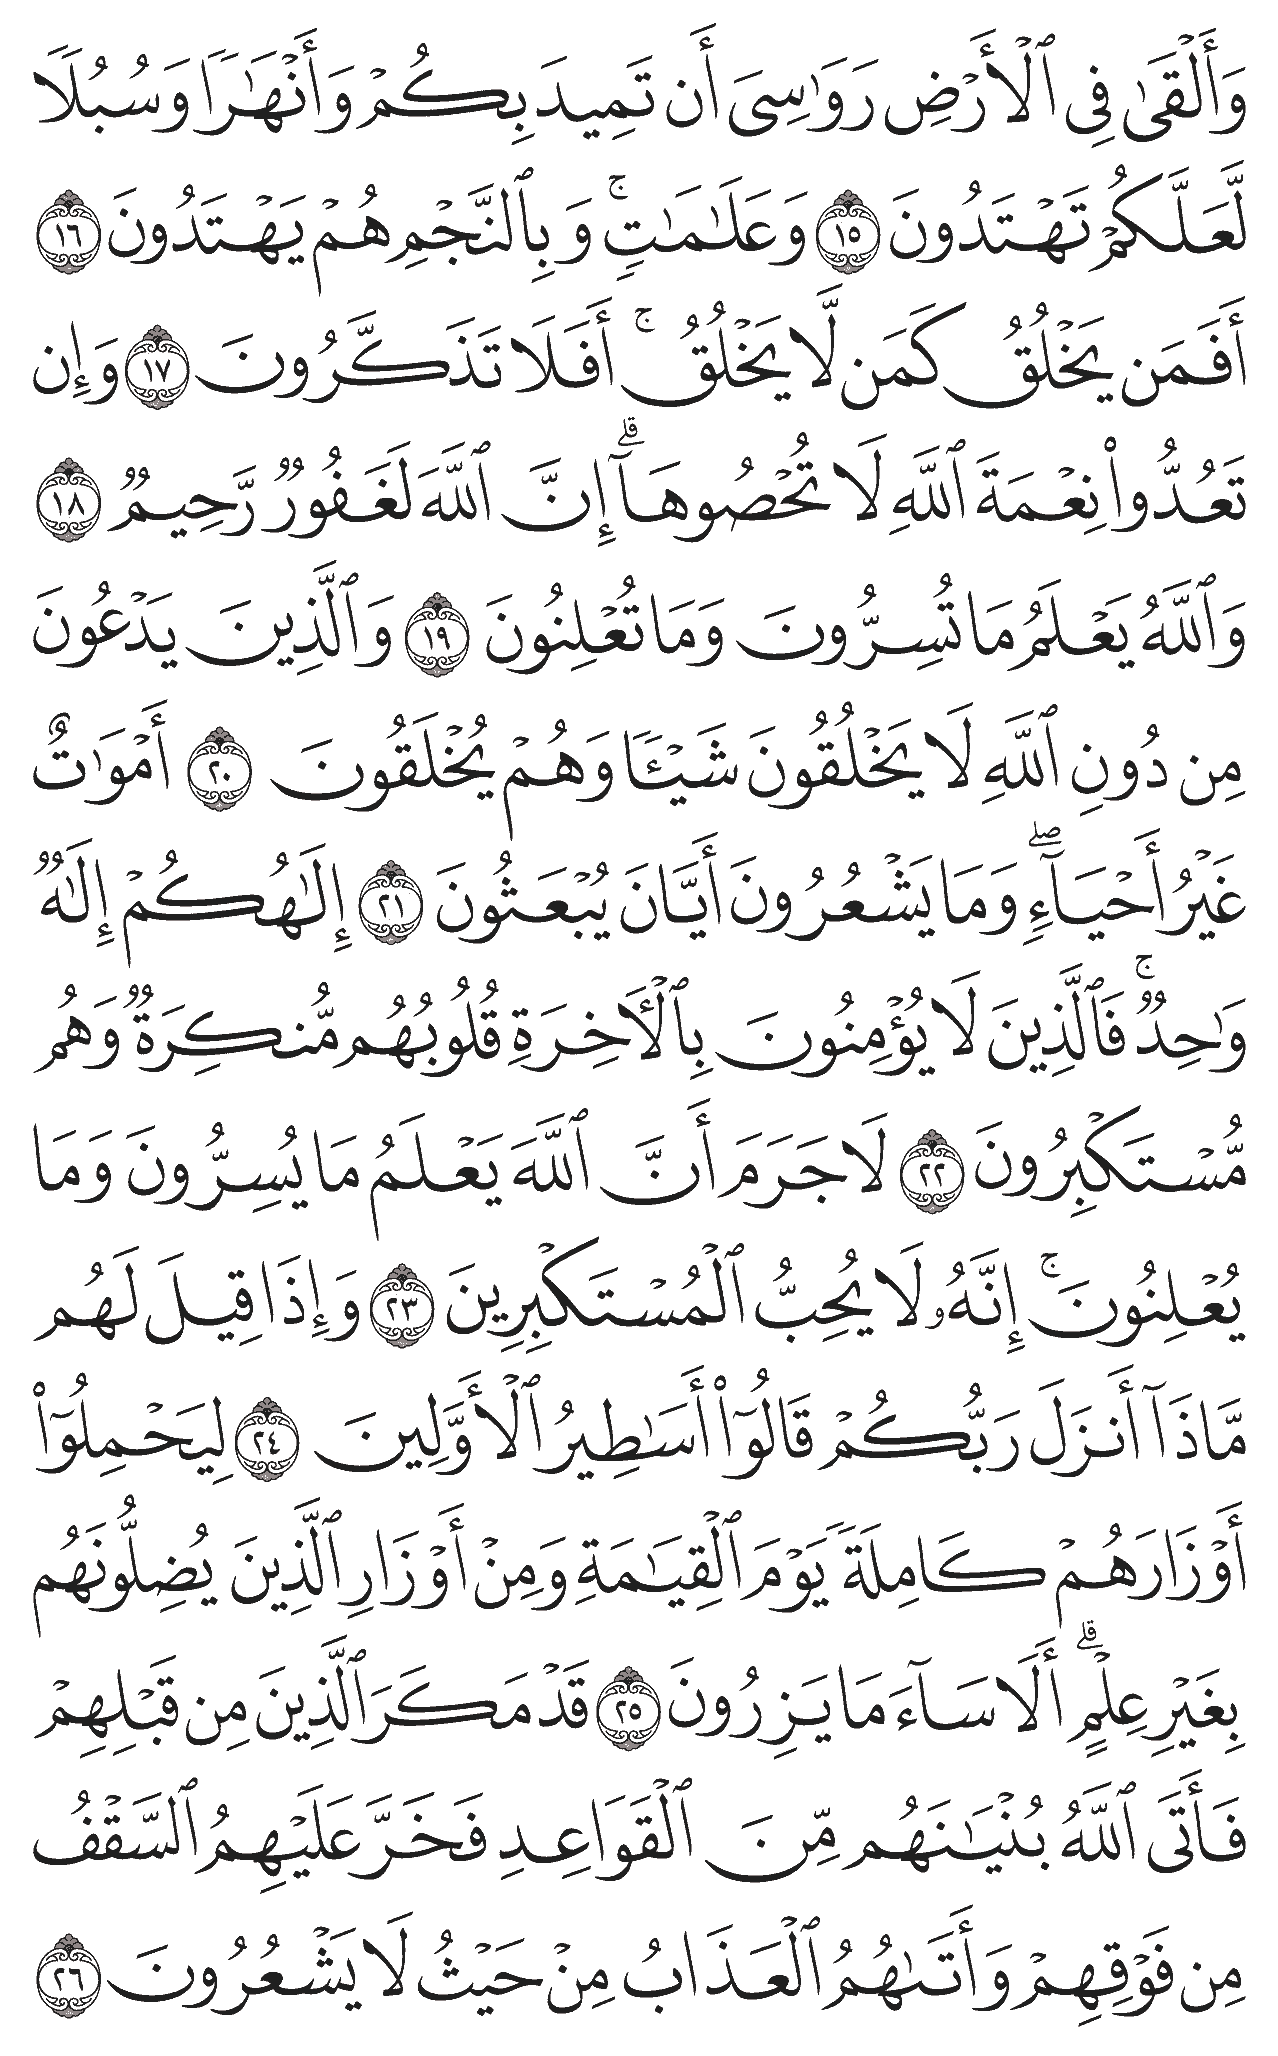 وَأَلۡقَىٰ فِي ٱلۡأَرۡضِ رَوَٰسِيَ أَن تَمِيدَ بِكُمۡ وَأَنۡهَٰرٗا وَسُبُلٗا
لَّعَلَّكُمۡ تَهۡتَدُونَ ١٥ وَعَلَٰمَٰتٖۚ وَبِٱلنَّجۡمِ هُمۡ يَهۡتَدُونَ ١٦
أَفَمَن يَخۡلُقُ كَمَن لَّا يَخۡلُقُۚ أَفَلَا تَذَكَّرُونَ ١٧ وَإِن
تَعُدُّواْ نِعۡمَةَ ٱللَّهِ لَا تُحۡصُوهَآۗ إِنَّ ٱللَّهَ لَغَفُورٞ رَّحِيمٞ ١٨
وَٱللَّهُ يَعۡلَمُ مَا تُسِرُّونَ وَمَا تُعۡلِنُونَ ١٩ وَٱلَّذِينَ يَدۡعُونَ
مِن دُونِ ٱللَّهِ لَا يَخۡلُقُونَ شَيۡـٔٗا وَهُمۡ يُخۡلَقُونَ ٢٠ أَمۡوَٰتٌ
غَيۡرُ أَحۡيَآءٖۖ وَمَا يَشۡعُرُونَ أَيَّانَ يُبۡعَثُونَ ٢١ إِلَٰهُكُمۡ إِلَٰهٞ
وَٰحِدٞۚ فَٱلَّذِينَ لَا يُؤۡمِنُونَ بِٱلۡأٓخِرَةِ قُلُوبُهُم مُّنكِرَةٞ وَهُم
مُّسۡتَكۡبِرُونَ ٢٢ لَا جَرَمَ أَنَّ ٱللَّهَ يَعۡلَمُ مَا يُسِرُّونَ وَمَا
يُعۡلِنُونَۚ إِنَّهُۥ لَا يُحِبُّ ٱلۡمُسۡتَكۡبِرِينَ ٢٣ وَإِذَا قِيلَ لَهُم
مَّاذَآ أَنزَلَ رَبُّكُمۡ قَالُوٓاْ أَسَٰطِيرُ ٱلۡأَوَّلِينَ ٢٤ لِيَحۡمِلُوٓاْ
أَوۡزَارَهُمۡ كَامِلَةٗ يَوۡمَ ٱلۡقِيَٰمَةِ وَمِنۡ أَوۡزَارِ ٱلَّذِينَ يُضِلُّونَهُم
بِغَيۡرِ عِلۡمٍۗ أَلَا سَآءَ مَا يَزِرُونَ ٢٥ قَدۡ مَكَرَ ٱلَّذِينَ مِن قَبۡلِهِمۡ
فَأَتَى ٱللَّهُ بُنۡيَٰنَهُم مِّنَ ٱلۡقَوَاعِدِ فَخَرَّ عَلَيۡهِمُ ٱلسَّقۡفُ
مِن فَوۡقِهِمۡ وَأَتَىٰهُمُ ٱلۡعَذَابُ مِنۡ حَيۡثُ لَا يَشۡعُرُونَ ٢٦